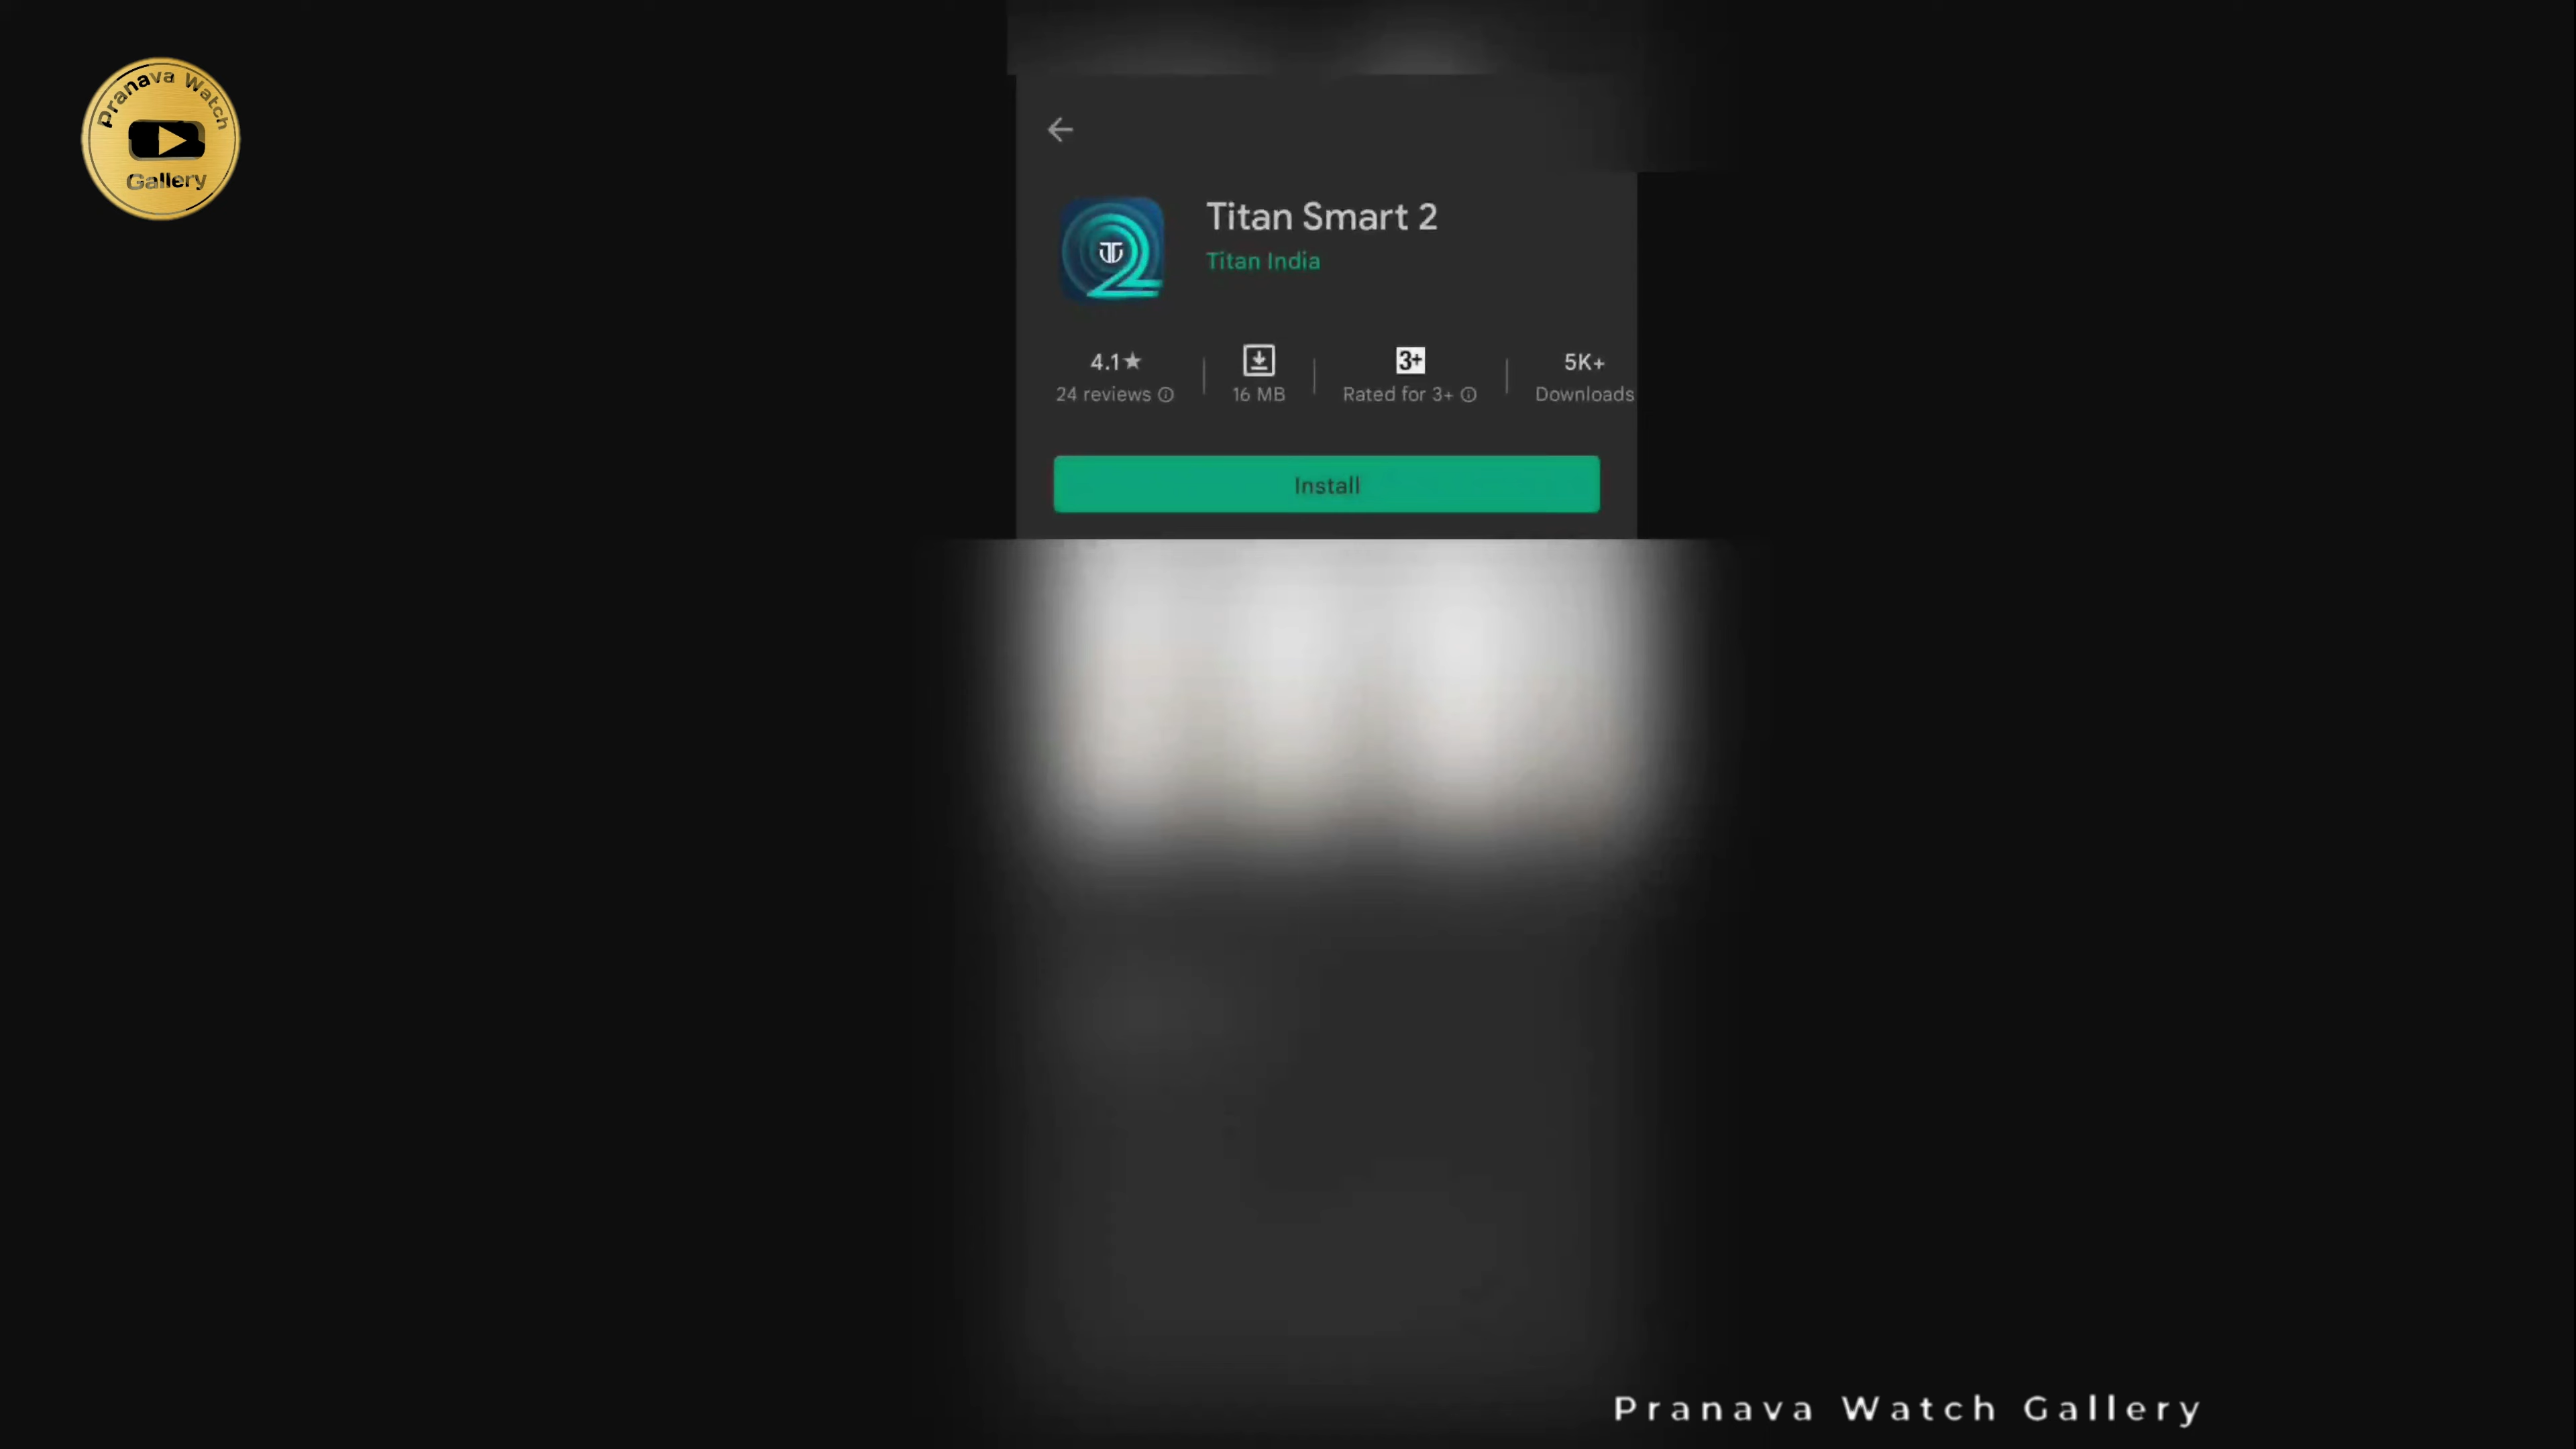 Pranava Watch
Gallery
Titan Smart 2
Titan India
4.1★
24 reviews
16 MB
3+
Rated for 3+
5K+
Downloads
Install
Pranava Watch Gallery